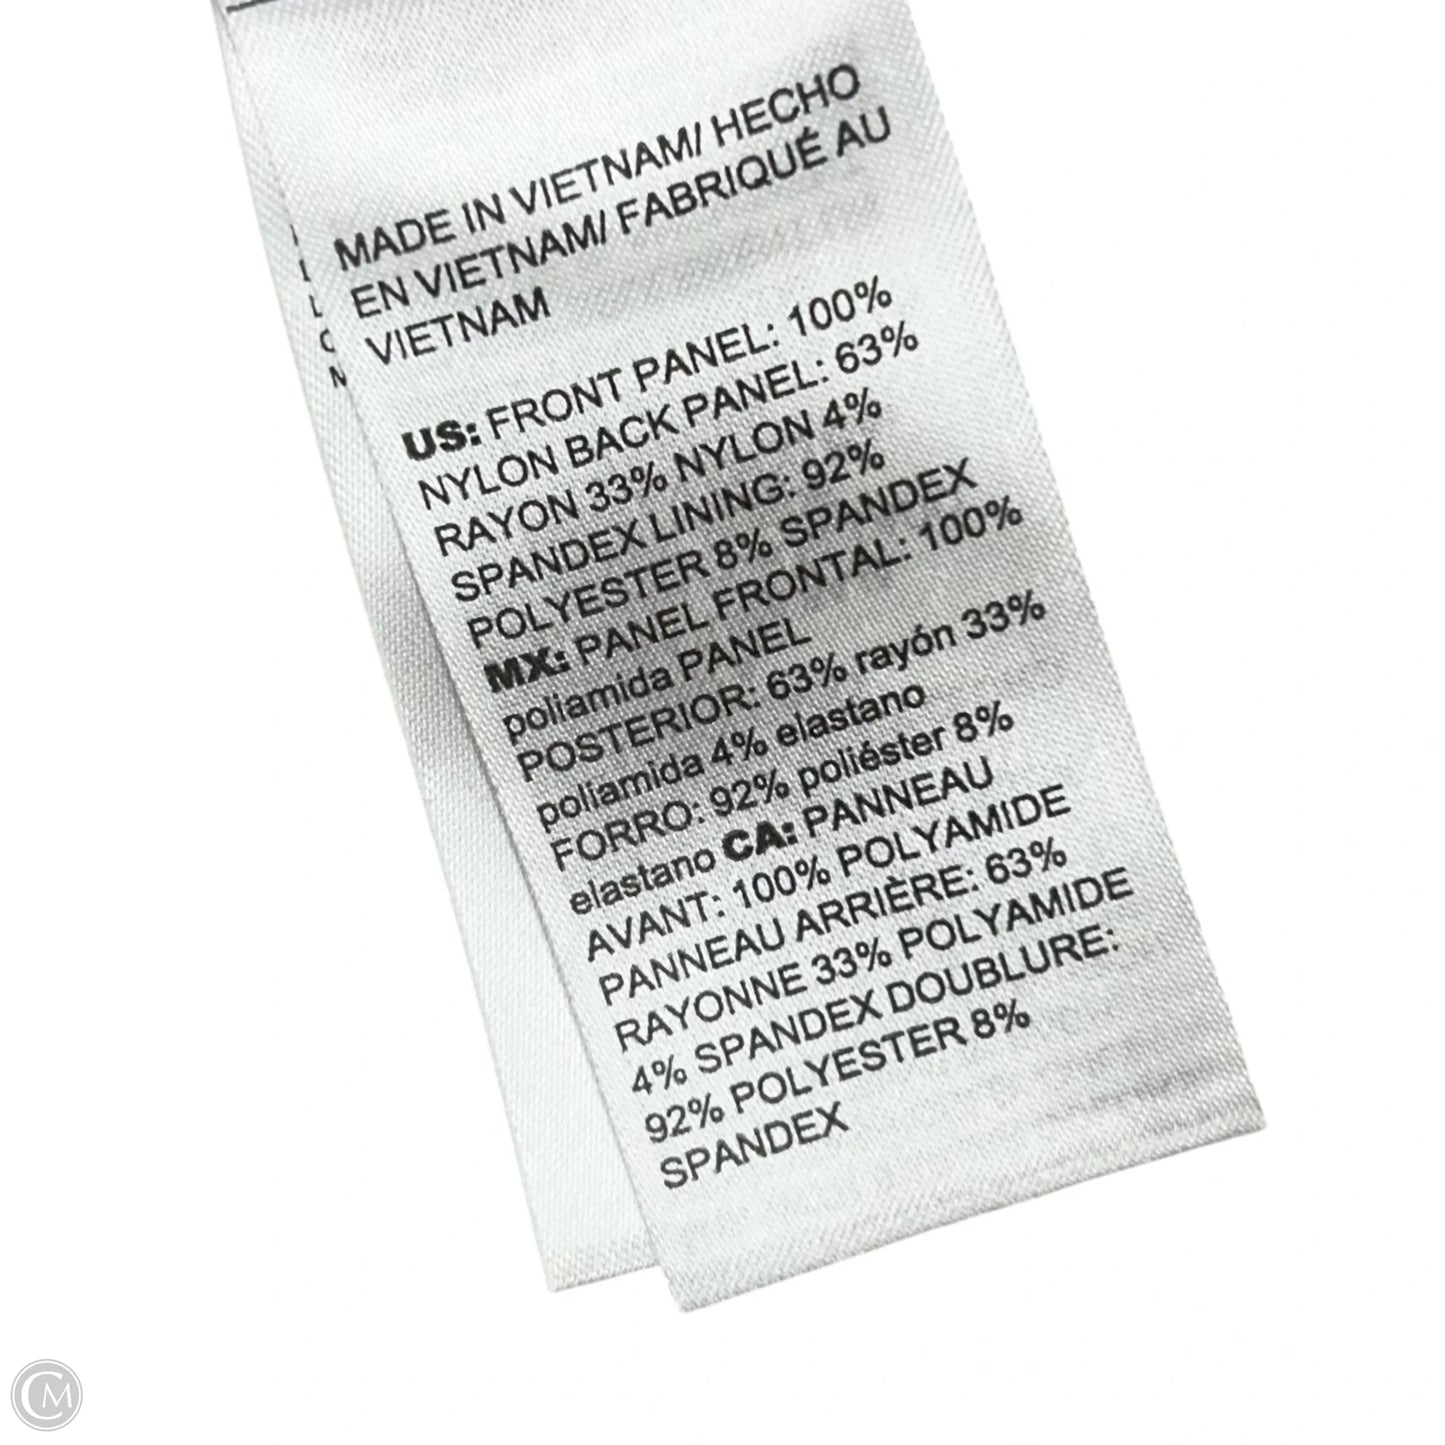 MADE IN VIETNAM/ HECHO
EN VIETNAM/ FABRIQUÉ AU
VIETNAM
US: FRONT PANEL: 100%
NYLON BACK PANEL: 63%
RAYON 33% NYLON 4%
SPANDEX LINING: 92%
POLYESTER 8% SPANDEX
MX: PANEL FRONTAL: 100%
poliamida PANEL
POSTERIOR: 63% rayón 33%
poliamida 4% elastano
FORRO: 92% poliéster 8%
elastano CA: PANNEAU
AVANT: 100% POLYAMIDE
PANNEAU ARRIÈRE: 63%
RAYONNE 33% POLYAMIDE
4% SPANDEX DOUBLURE:
92% POLYESTER 8%
SPANDEX
CM